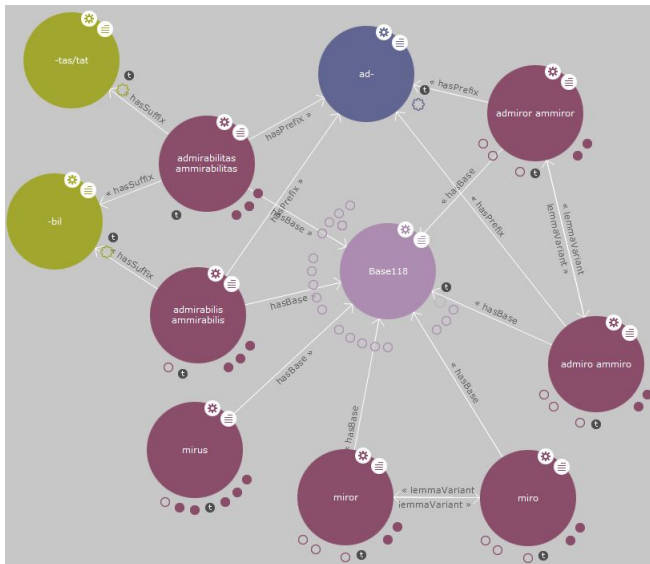 -tas/tat
ad-
admiror ammiror
« hasSuffix
« hasPrefix
hasPrefix »
admirabilitas
ammirabilitas
« hasSuffix
« hasBase
« hasPrefix
« lemmaVariant
lemmaVariant »
-bil
hasPrefix »
hasBase »
Base118
« hasSuffix
admirabilis
ammirabilis
hasBase »
« hasBase
admiro ammiro
hasBase »
« hasBase
« hasBase
mirus
miror
« lemmaVariant
lemmaVariant »
miro
t
t
t
t
t
t
t
t
t
t
t
t